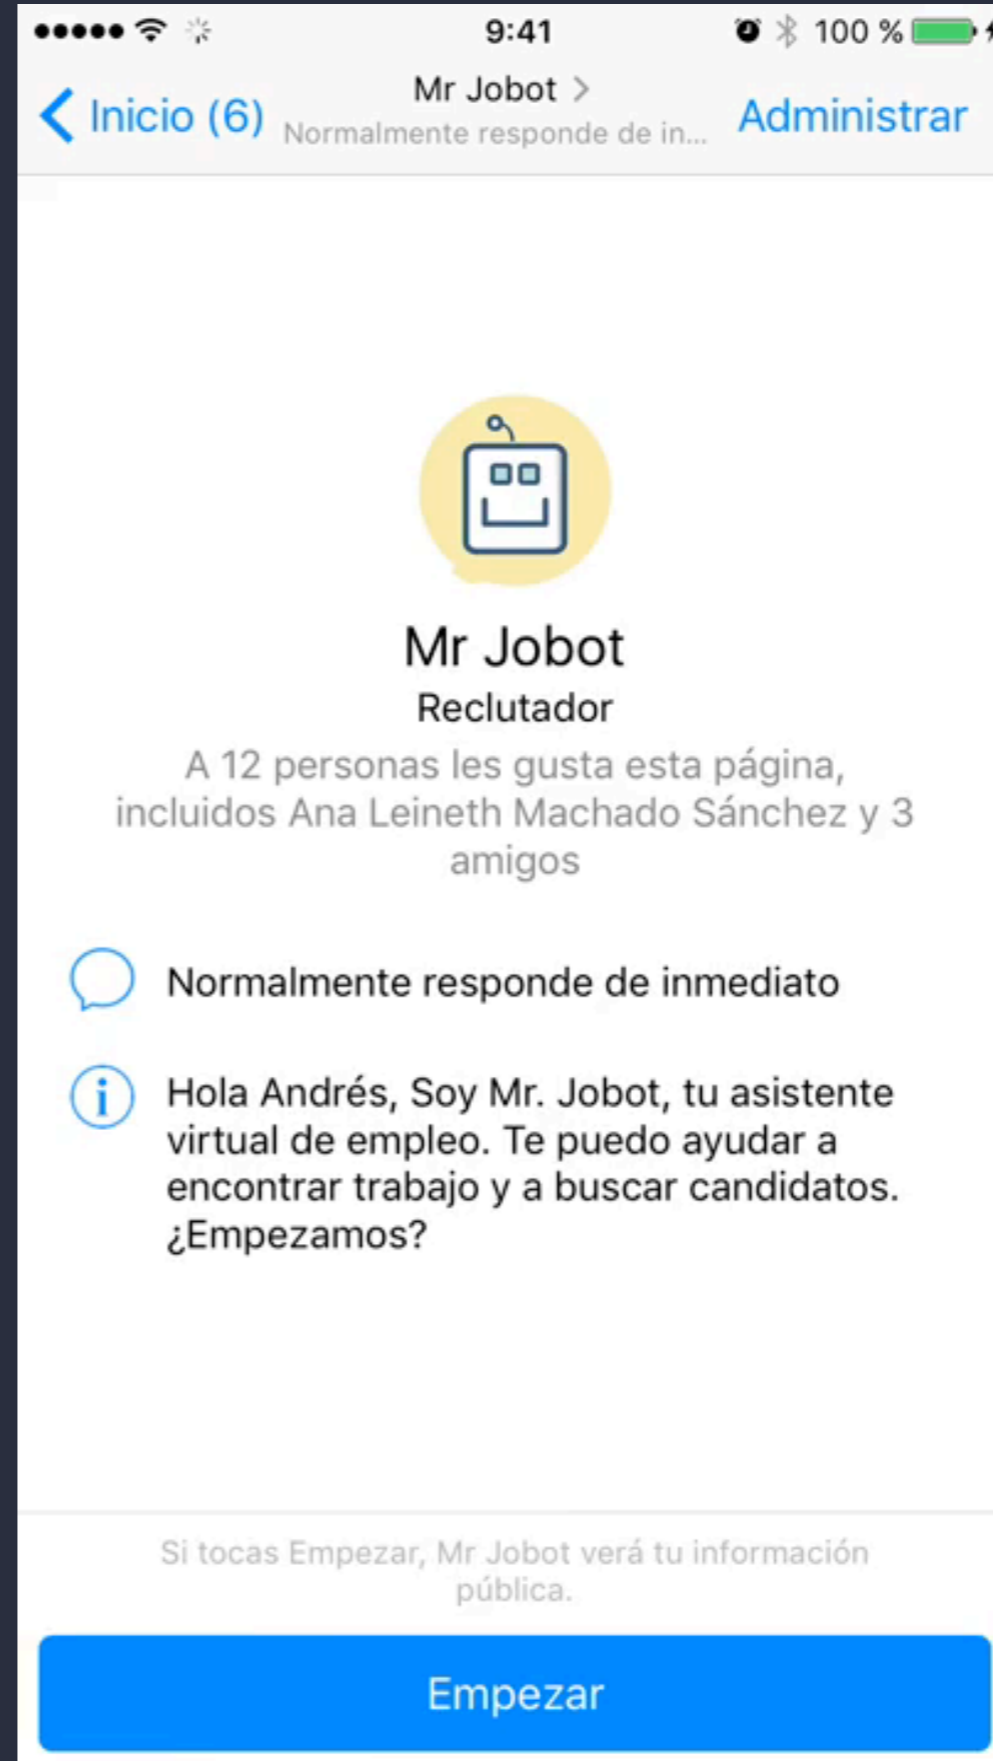 9:41
100 %
Inicio (6)
Mr Jobot
Normalmente responde de in...
Administrar
Mr Jobot
Reclutador
A 12 personas les gusta esta página,
incluidos Ana Leineth Machado Sánchez y 3
amigos
Normalmente responde de inmediato
Hola Andrés, Soy Mr. Jobot, tu asistente
virtual de empleo. Te puedo ayudar a
encontrar trabajo y a buscar candidatos.
¿Empezamos?
Si tocas Empezar, Mr Jobot verá tu información
pública.
Empezar